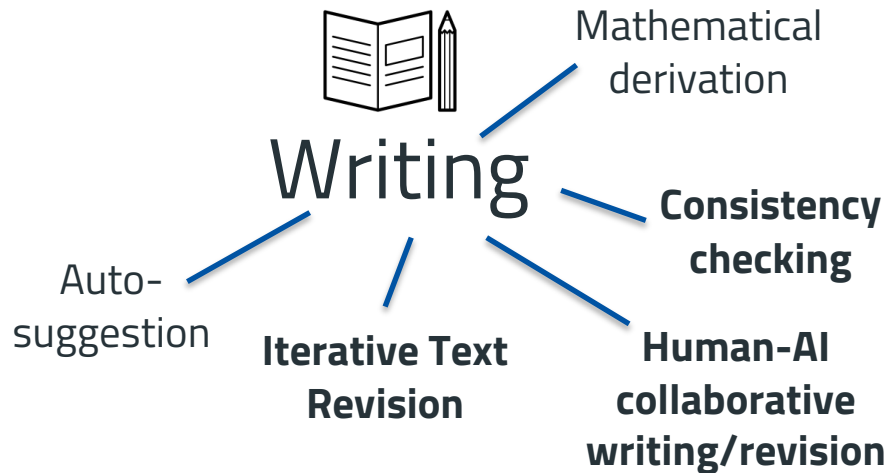 Mathematical
derivation
Writing
Consistency
checking
Auto-
suggestion
Iterative Text
Revision
Human-AI
collaborative
writing/revision